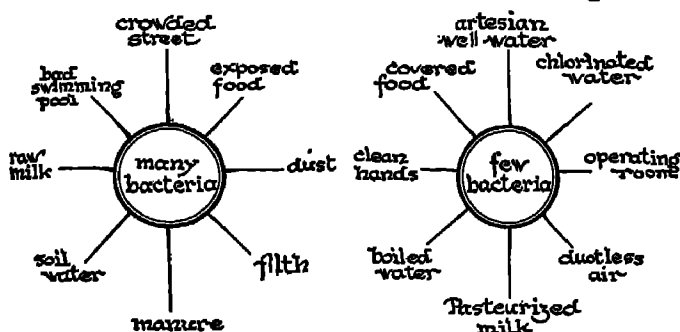 crowded
street
exposed
food
bad
swimming
pool
raw
milk
many
bacteria
dust
soil
water
filth
manure
artesian
well water
chlorinated
water
covered
food
clean
hands
few
bacteria
operating
room
boiled
water
dustless
air
Pasteurized
milk